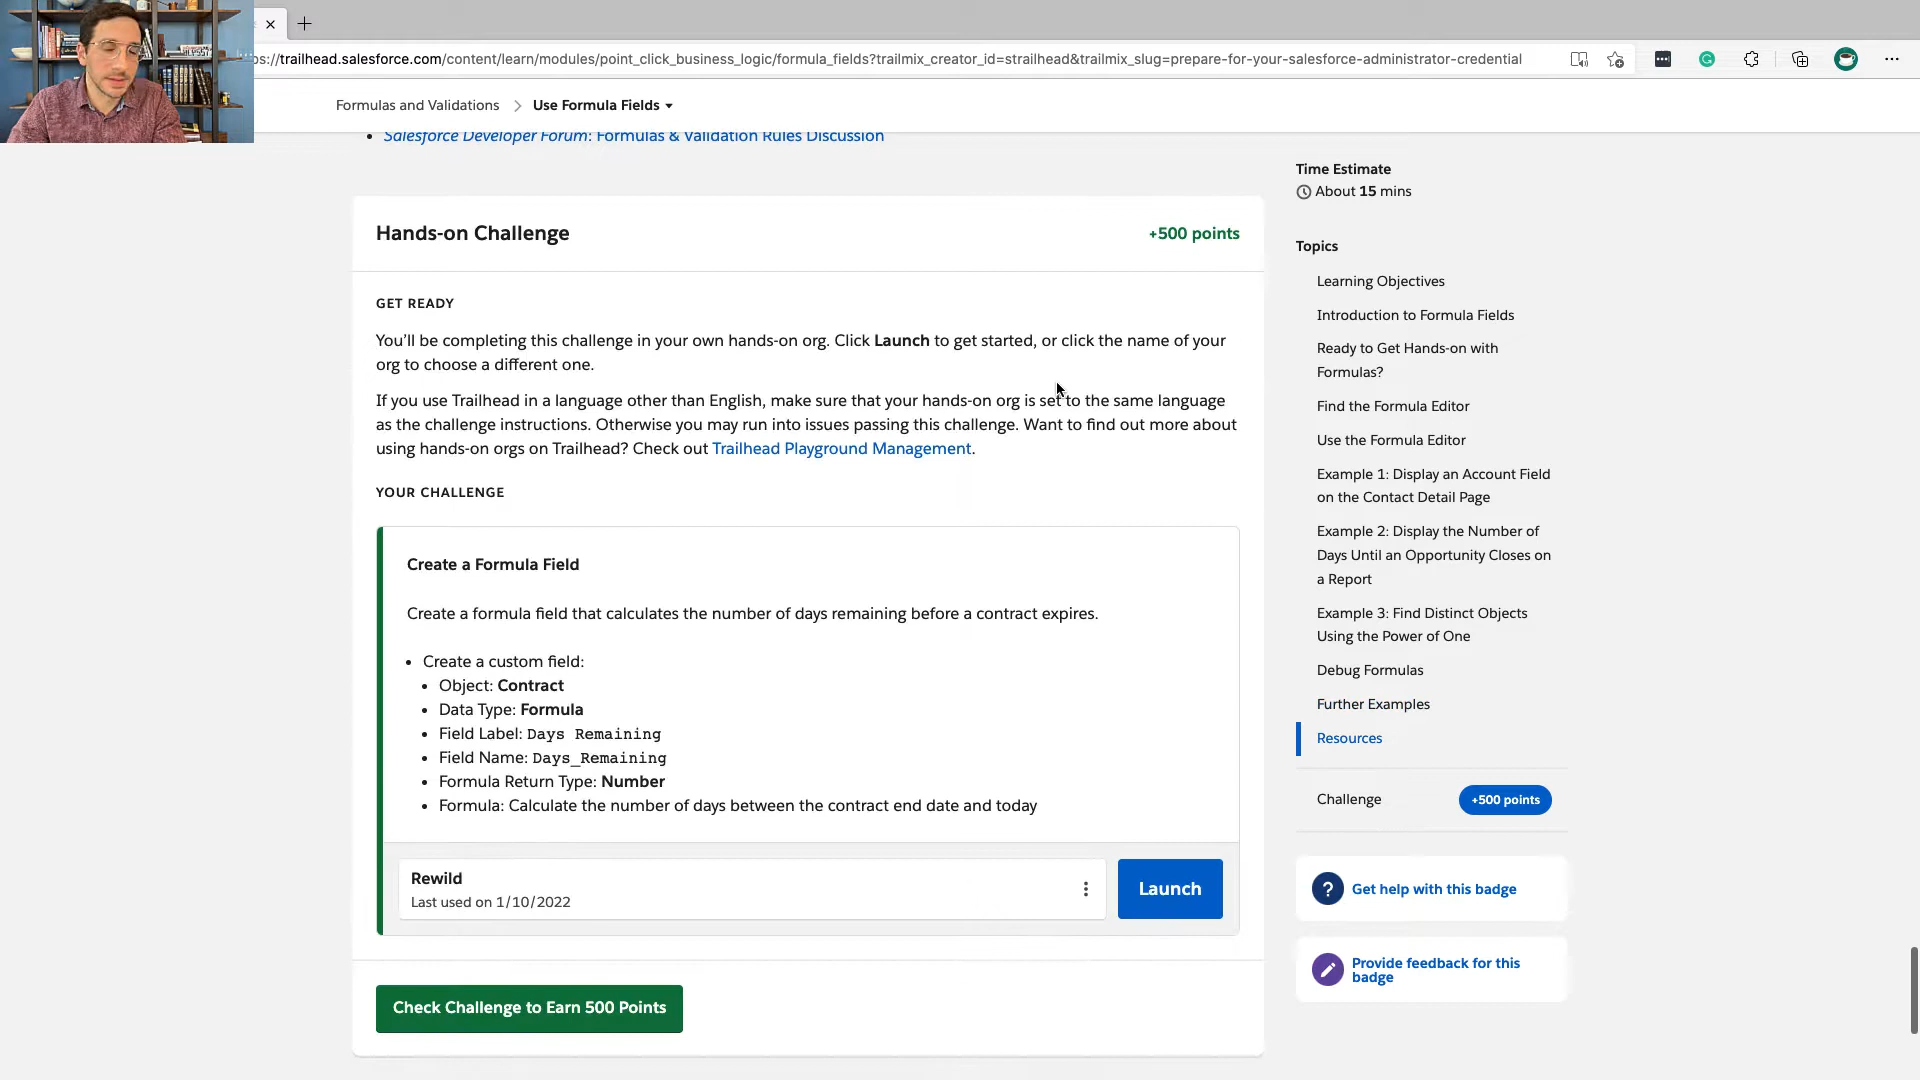 ps://trailhead.salesforce.com/content/learn/modules/point_click_business_logic/formula_fields?trailmix_creator_id=strailhead&trailmix_slug=prepare-for-your-salesforce-administrator-credential
Formulas and Validations > Use Formula Fields
Salesforce Developer Forum: Formulas & Validation Rules Discussion
Hands-on Challenge
+500 points
GET READY
You'll be completing this challenge in your own hands-on org. Click Launch to get started, or click the name of your
org to choose a different one.
If you use Trailhead in a language other than English, make sure that your hands-on org is set to the same language
as the challenge instructions. Otherwise you may run into issues passing this challenge. Want to find out more about
using hands-on orgs on Trailhead? Check out Trailhead Playground Management.
YOUR CHALLENGE
Create a Formula Field
Create a formula field that calculates the number of days remaining before a contract expires.
• Create a custom field:
• Object: Contract
• Data Type: Formula
• Field Label: Days Remaining
• Field Name: Days_Remaining
• Formula Return Type: Number
• Formula: Calculate the number of days between the contract end date and today
Rewild
Last used on 1/10/2022
Launch
Check Challenge to Earn 500 Points
Time Estimate
About 15 mins
Topics
Learning Objectives
Introduction to Formula Fields
Ready to Get Hands-on with
Formulas?
Find the Formula Editor
Use the Formula Editor
Example 1: Display an Account Field
on the Contact Detail Page
Example 2: Display the Number of
Days Until an Opportunity Closes on
a Report
Example 3: Find Distinct Objects
Using the Power of One
Debug Formulas
Further Examples
Resources
Challenge
+500 points
? Get help with this badge
Provide feedback for this
badge